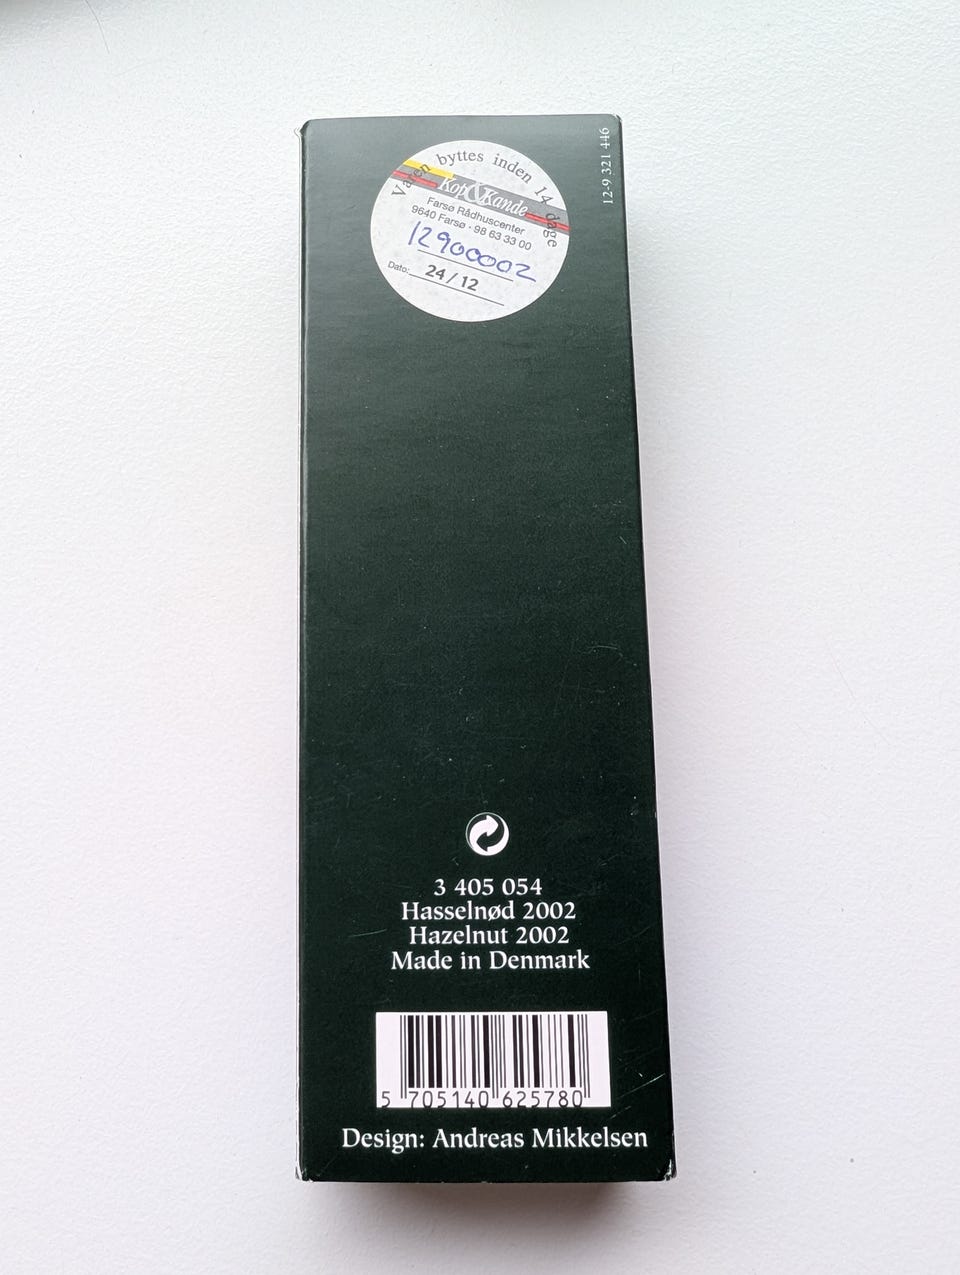 Varen byttes inden 14 dage
Kop&Kande
Farsø Rådhuscenter
9640 Farsø · 98 63 33 00
12900002
Dato: 24/12
12-9 321 446
3 405 054
Hasselnød 2002
Hazelnut 2002
Made in Denmark
5 705140 625780
Design: Andreas Mikkelsen